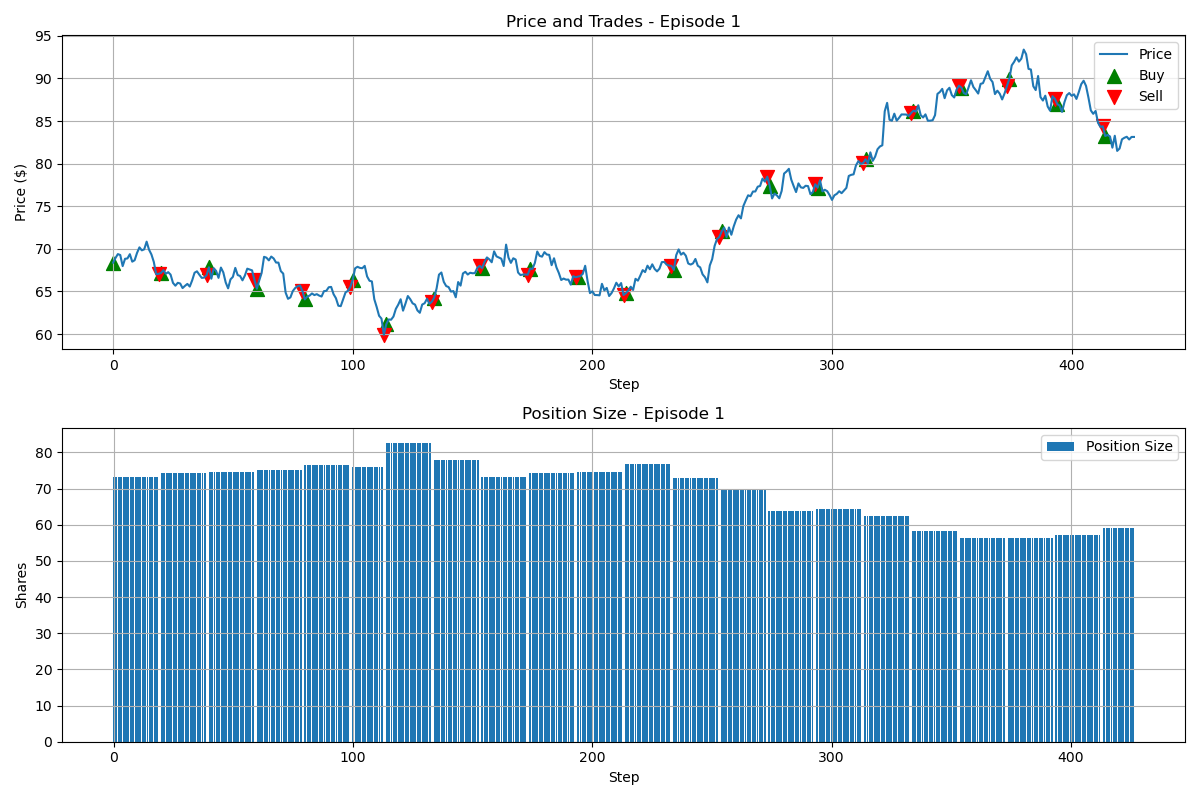 Price and Trades - Episode 1
Price ($)
95
90
85
80
75
70
65
60
Price
Buy
Sell
0 100 200 300 400
Step
Position Size - Episode 1
Shares
80
70
60
50
40
30
20
10
0
Position Size
0 100 200 300 400
Step